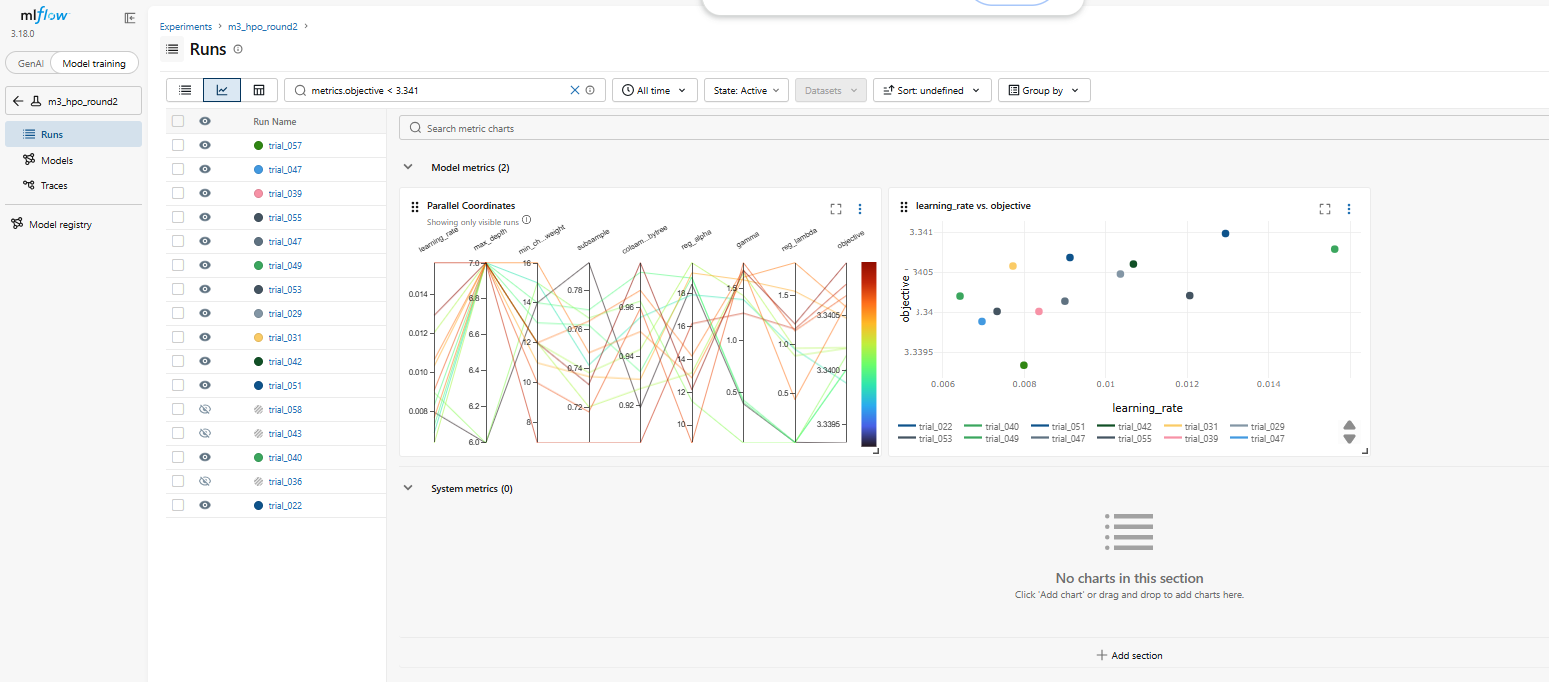 mlflow
3.18.0
GenAI
Model training
m3_hpo_round2
Runs
Models
Traces
Model registry
Experiments > m3_hpo_round2 >
Runs
metrics.objective < 3.341
All time
State: Active
Datasets
Sort: undefined
Group by
Run Name
trial_057
trial_047
trial_039
trial_055
trial_047
trial_049
trial_053
trial_029
trial_031
trial_042
trial_051
trial_058
trial_043
trial_040
trial_036
trial_022
Search metric charts
Model metrics (2)
Parallel Coordinates
Showing only visible runs
learning_rate
max_depth
min_ch...weight
subsample
colsam...bytree
reg_alpha
gamma
reg_lambda
objective
0.014
0.012
0.010
0.008
7.0
6.8
6.6
6.4
6.2
6.0
16
14
12
10
8
0.78
0.76
0.74
0.72
0.96
0.94
0.92
18
16
14
12
10
1.5
1.0
0.5
1.5
1.0
0.5
3.3405
3.3400
3.3395
learning_rate vs. objective
3.341
3405
1.34
3.3395
objective
0.006
0.008
0.01
0.012
0.014
learning_rate
trial_022
trial_040
trial_051
trial_042
trial_031
trial_029
trial_053
trial_049
trial_047
trial_055
trial_039
trial_047
System metrics (0)
No charts in this section
Click 'Add chart' or drag and drop to add charts here.
Add section